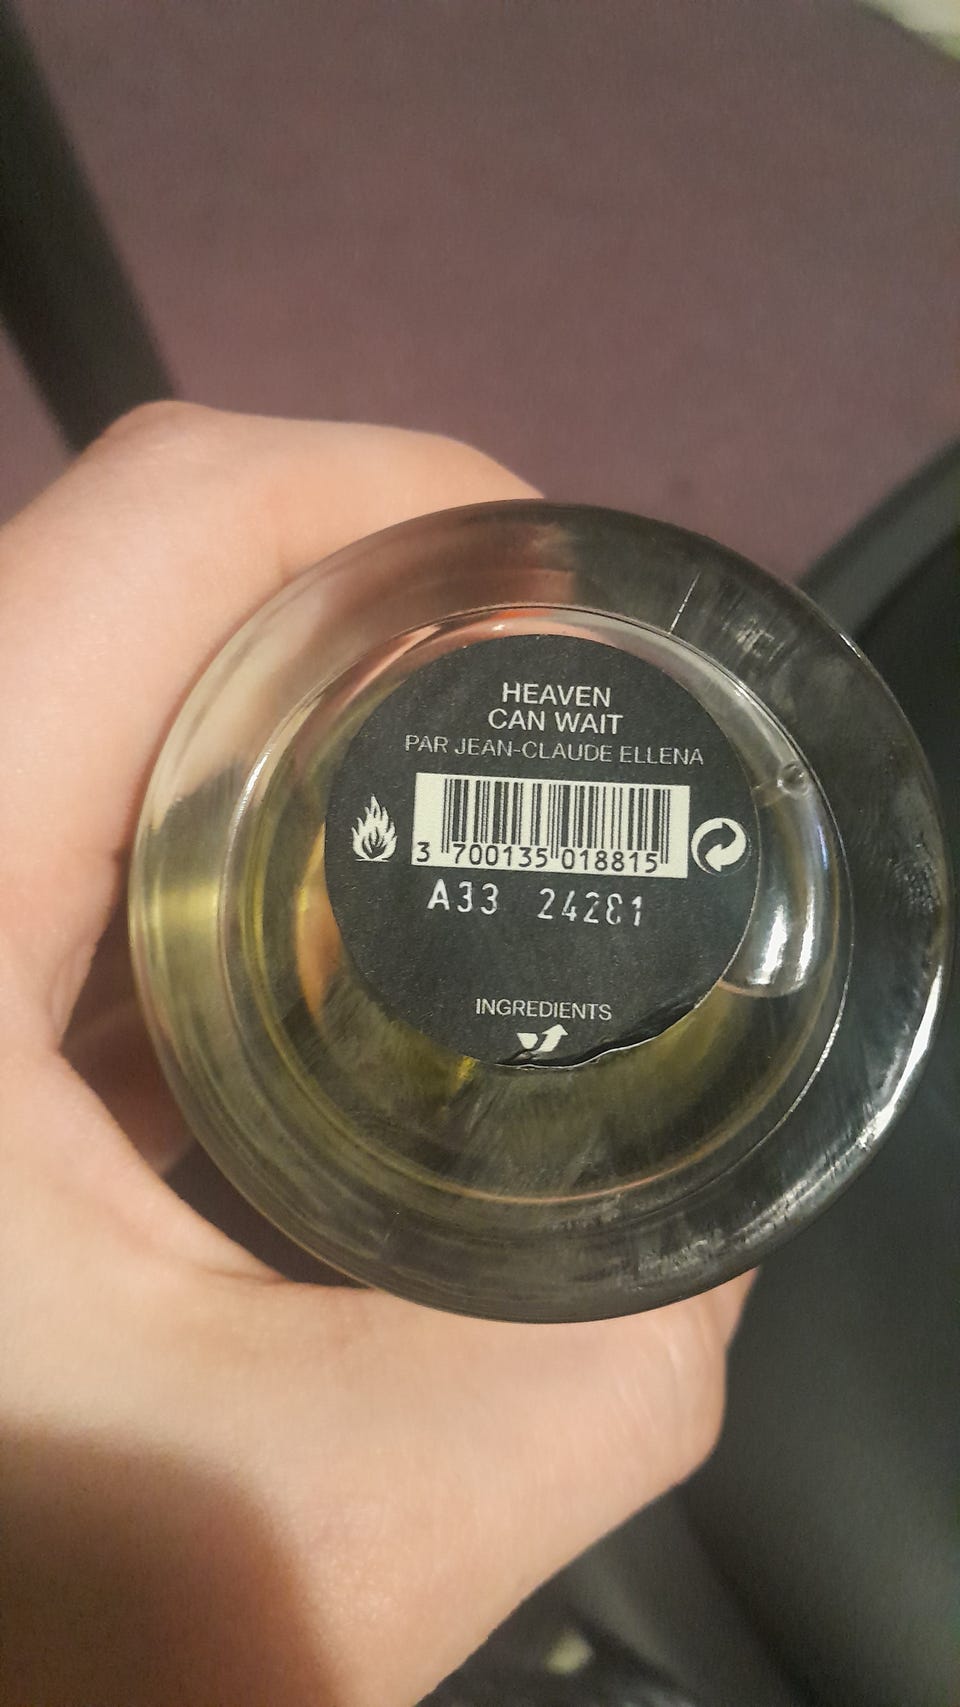 HEAVEN
CAN WAIT
PAR JEAN-CLAUDE ELLENA
3 700135 018815
A33 24281
INGREDIENTS